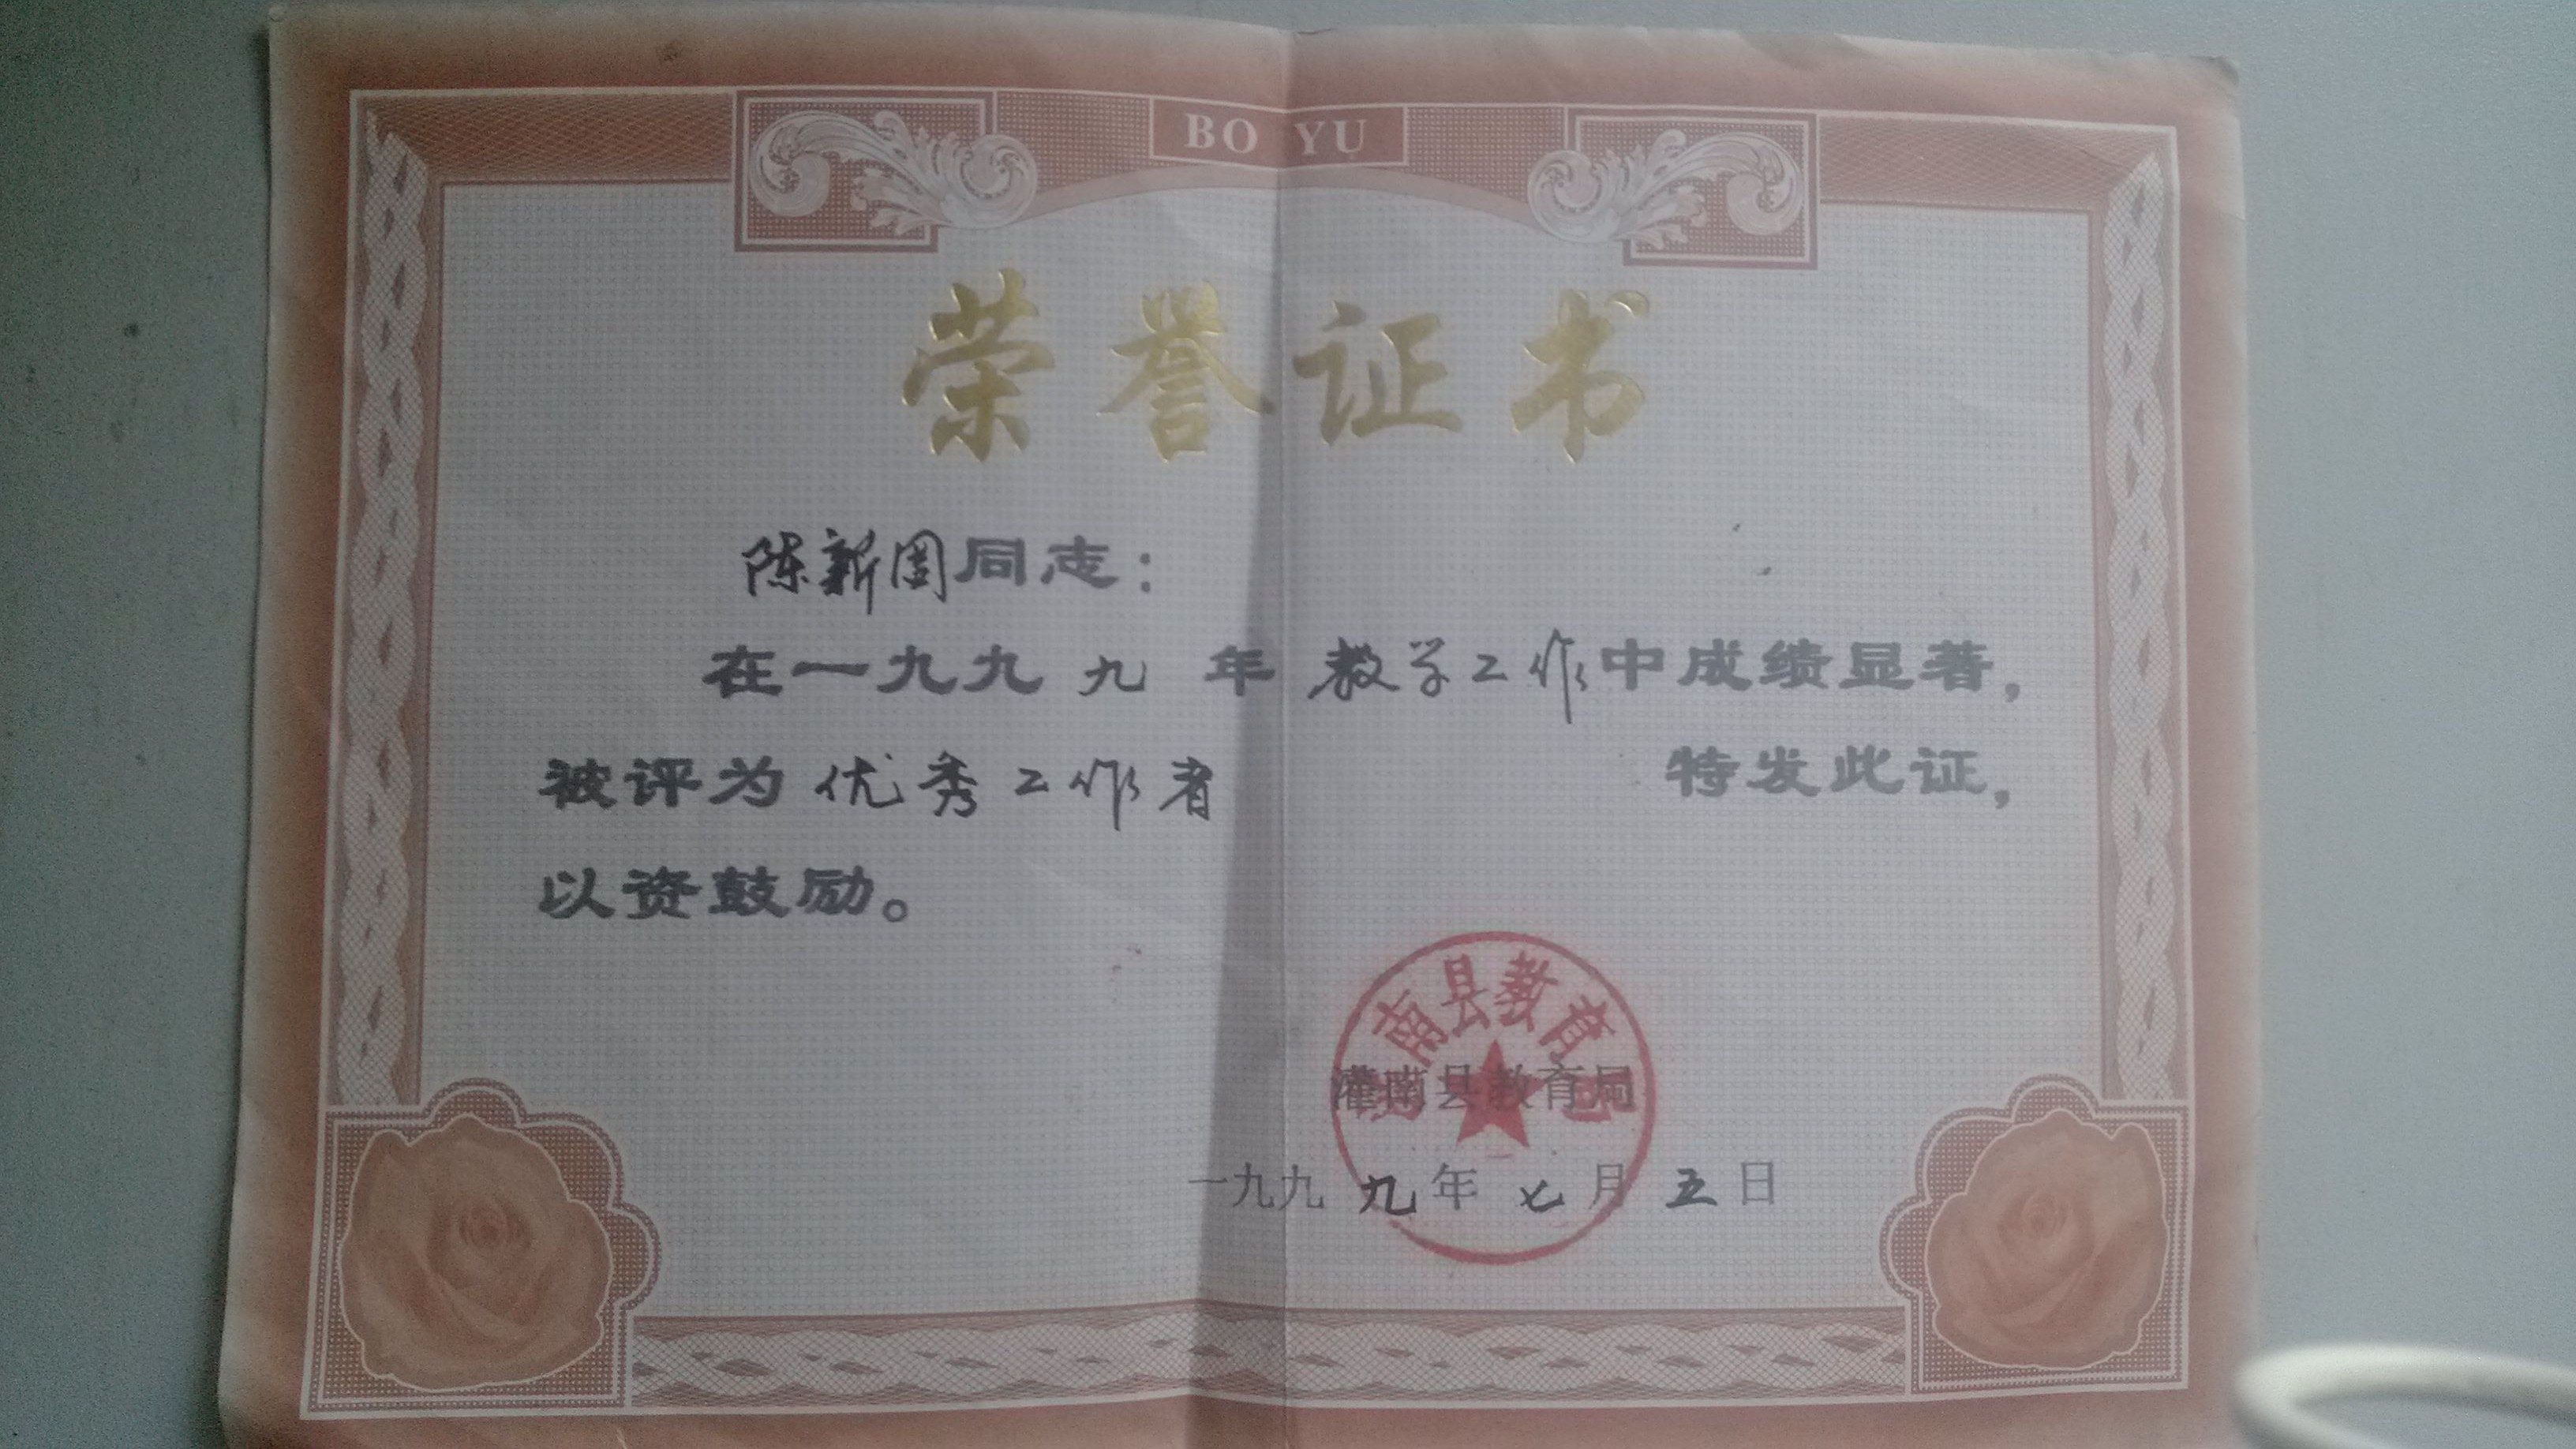 BO YU
荣誉证书
陈新周同志：
在一九九九年教学工作中成绩显著，
被评为优秀工作者 特发此证，
以资鼓励。
南县教育
灌南县教育局
一九九九年七月五日